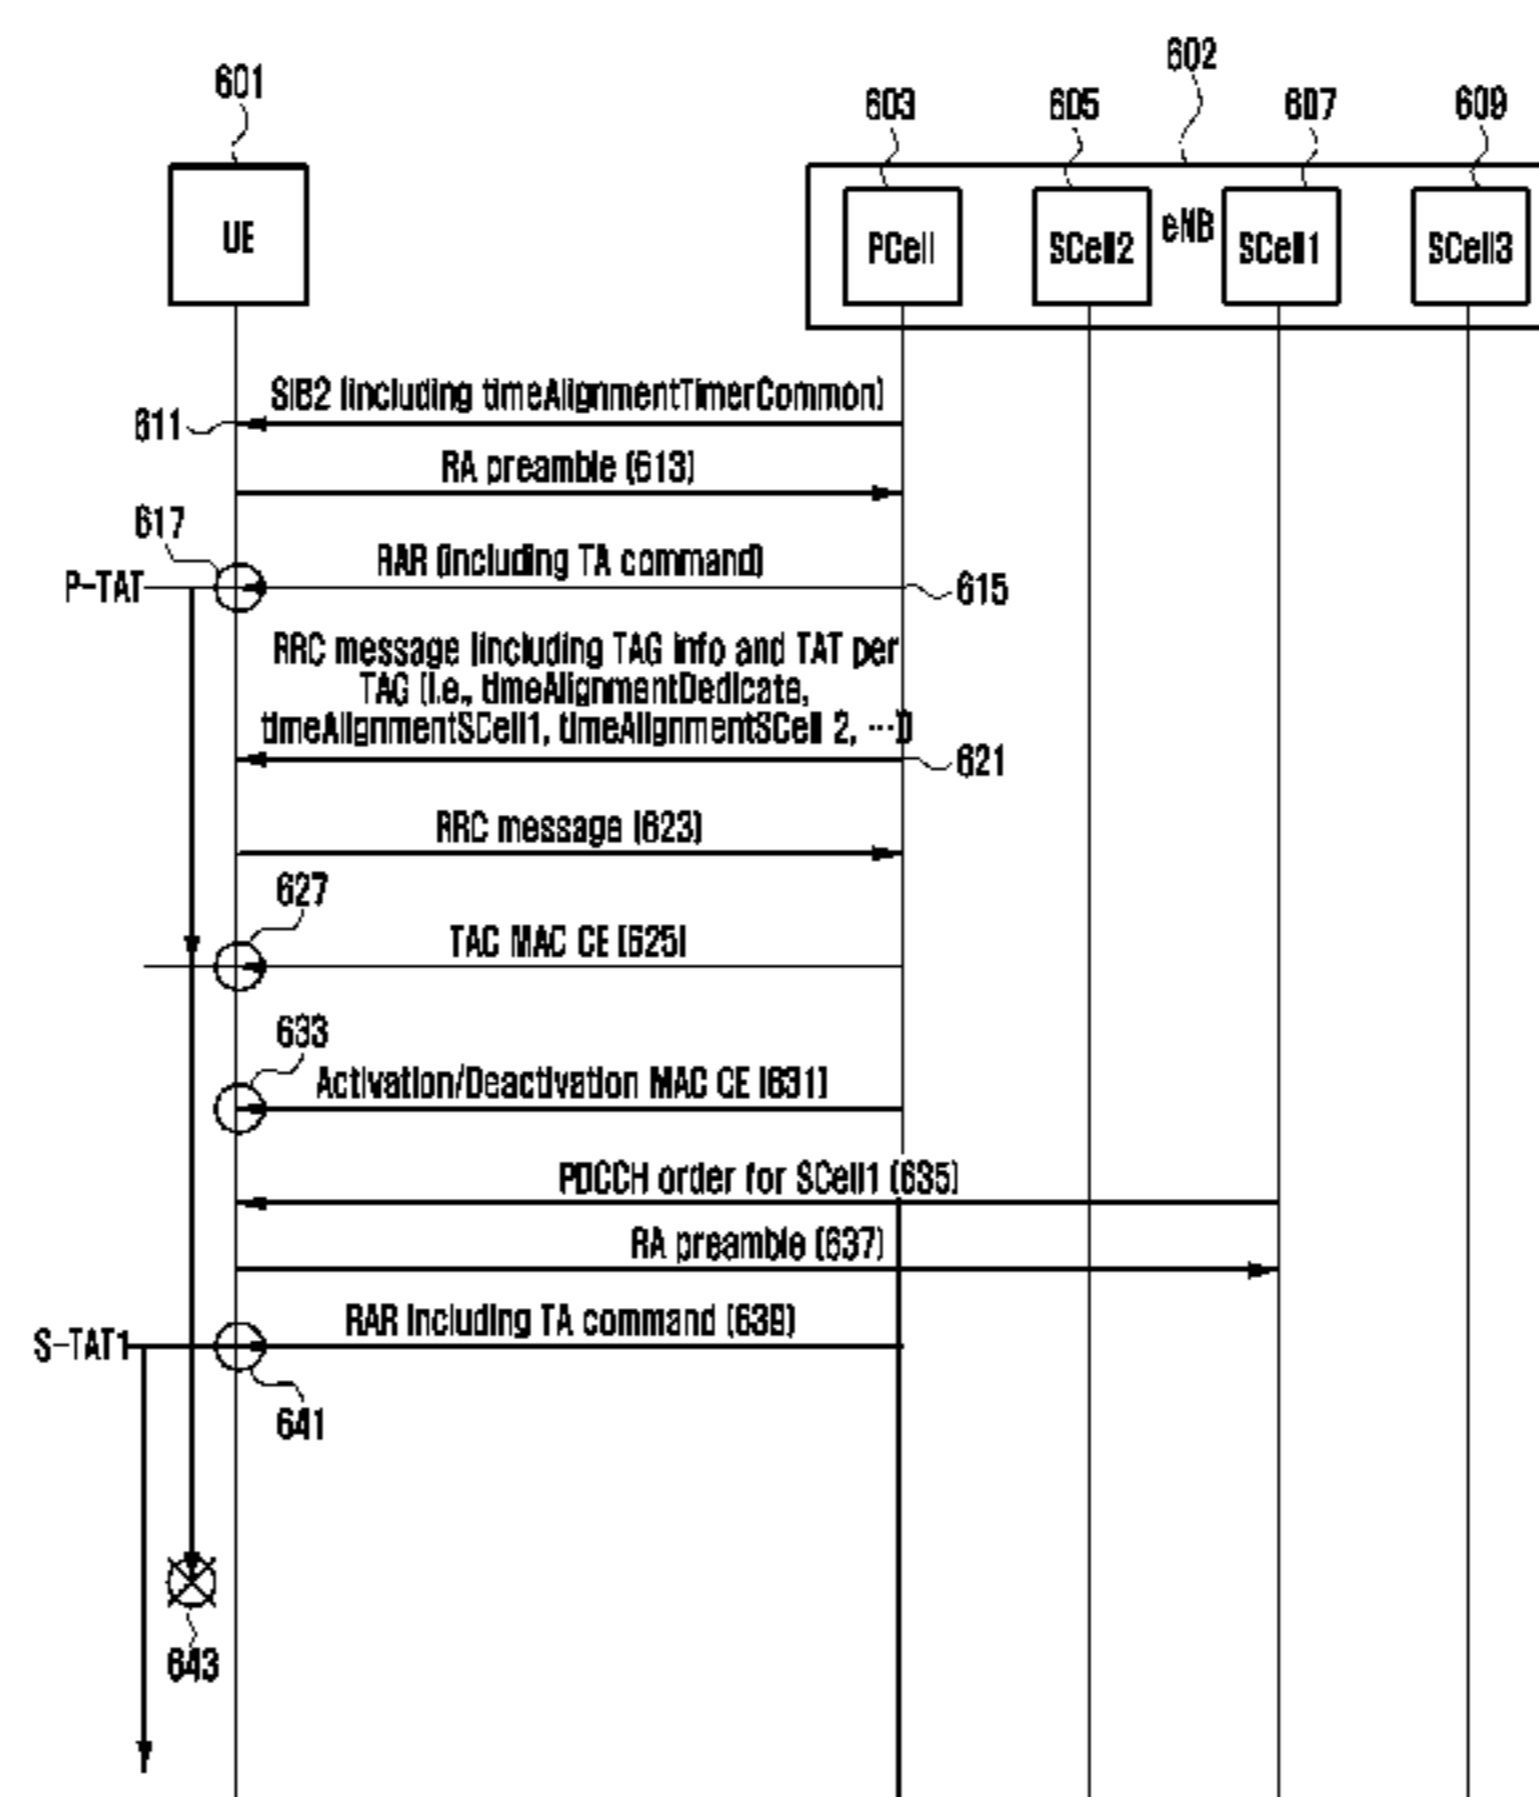 602
601
603
605
607
609
UE
eNB
PCell
SCell2
SCell1
SCell3
SIB2 (including timeAlignmentTimerCommon)
611
RA preamble (613)
617
RAR (including TA command)
P-TAT
615
RRC message (including TAG info and TAT per
TAG (i.e., timeAlignmentDedicate,
timeAlignmentSCell1, timeAlignmentSCell 2, ...))
621
RRC message (623)
627
TAC MAC CE (625)
633
Activation/Deactivation MAC CE (631)
PDCCH order for SCell1 (635)
RA preamble (637)
RAR including TA command (639)
S-TAT1
641
643